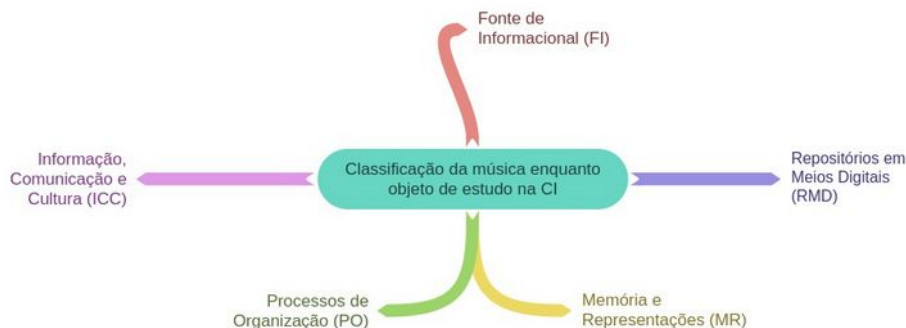 Fonte de
Informacional (FI)
Informação,
Comunicação e
Cultura (ICC)
Classificação da música enquanto
objeto de estudo na CI
Repositórios em
Meios Digitais
(RMD)
Processos de
Organização (PO)
Memória e
Representações (MR)